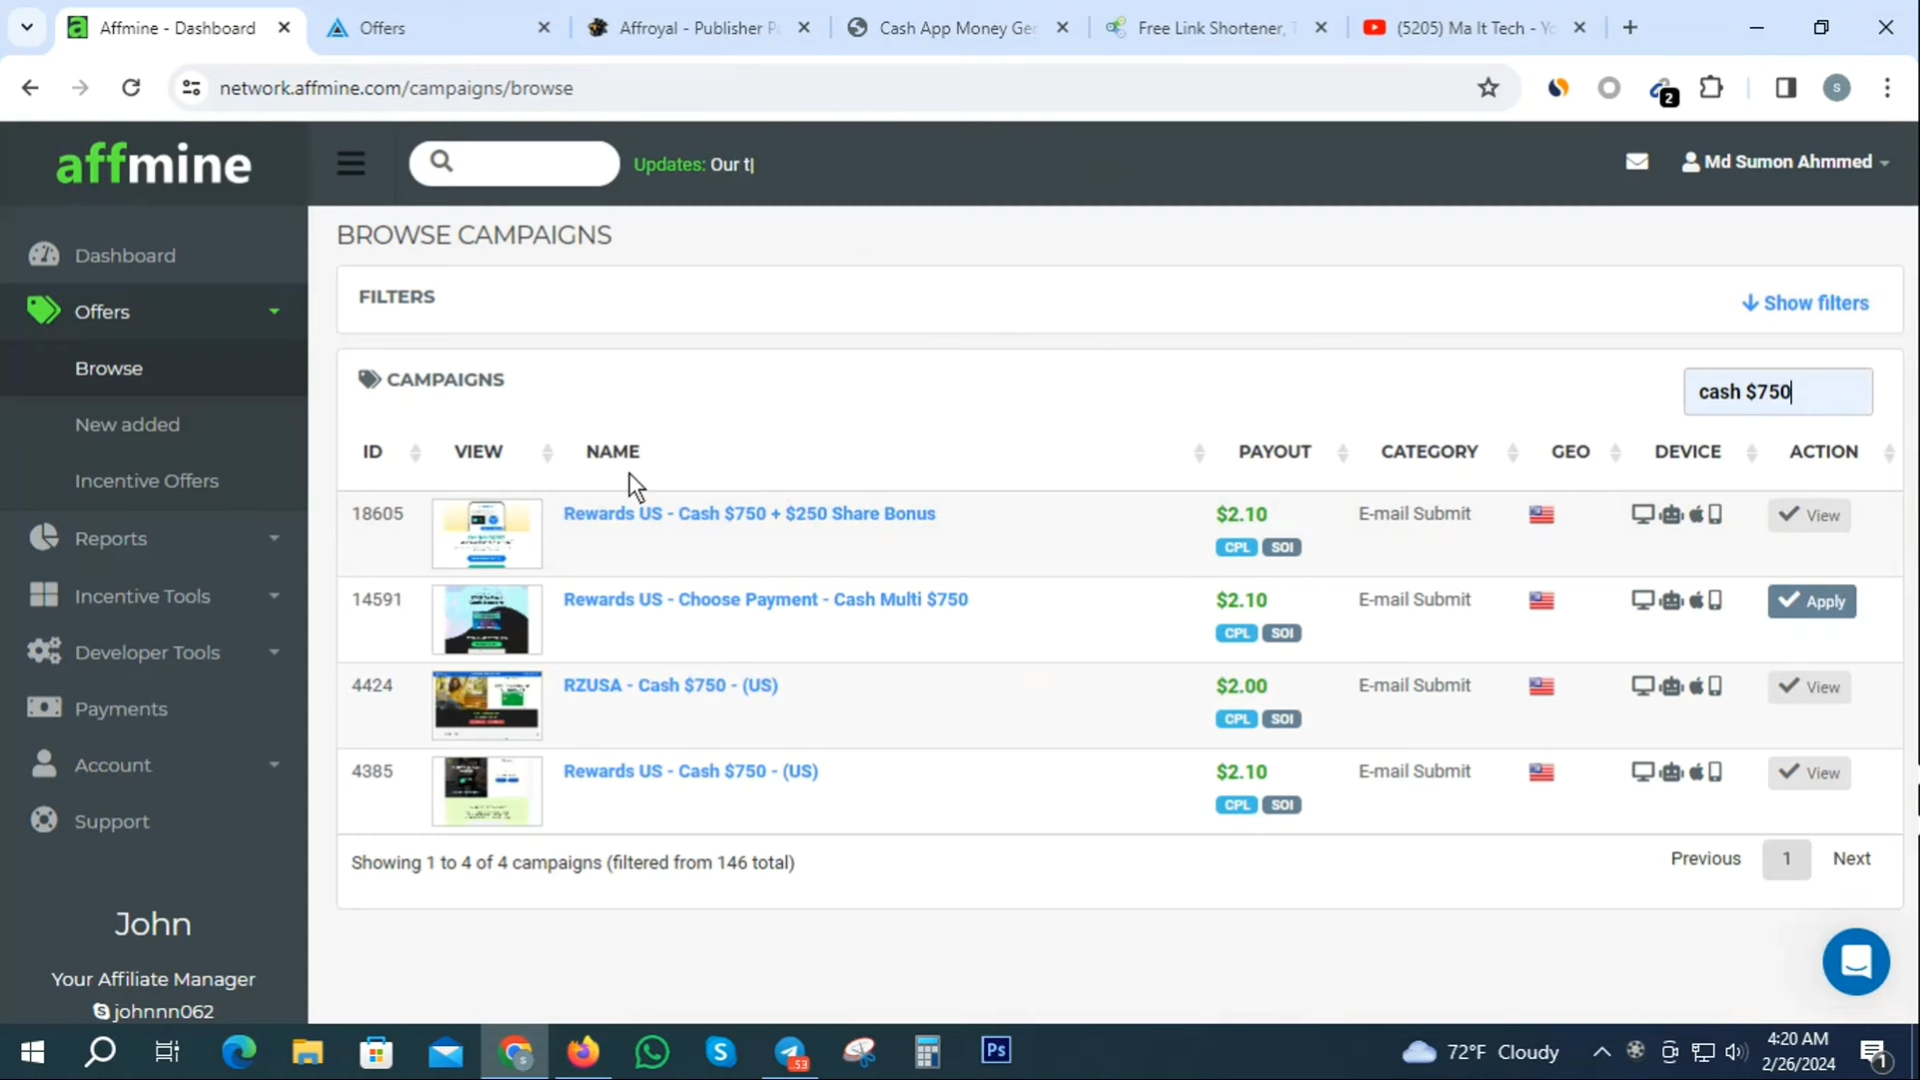 Affmine - Dashboard
Offers
Affroyal - Publisher P
Cash App Money Ger
Free Link Shortener, T
(5205) Ma It Tech - Yo
network.affmine.com/campaigns/browse
2
s
affmine
Updates: Our t|
Md Sumon Ahmmed
Dashboard
Offers
Browse
New added
Incentive Offers
Reports
Incentive Tools
Developer Tools
Payments
Account
Support
John
Your Affiliate Manager
johnnn062
BROWSE CAMPAIGNS
FILTERS
Show filters
CAMPAIGNS
cash $750
ID VIEW NAME PAYOUT CATEGORY GEO DEVICE ACTION
18605 Rewards US - Cash $750 + $250 Share Bonus $2.10 E-mail Submit View
CPL SOI
14591 Rewards US - Choose Payment - Cash Multi $750 $2.10 E-mail Submit Apply
CPL SOI
4424 RZUSA - Cash $750 - (US) $2.00 E-mail Submit View
CPL SOI
4385 Rewards US - Cash $750 - (US) $2.10 E-mail Submit View
CPL SOI
Showing 1 to 4 of 4 campaigns (filtered from 146 total)
Previous 1 Next
53
Ps
72°F Cloudy
4:20 AM
2/26/2024
1